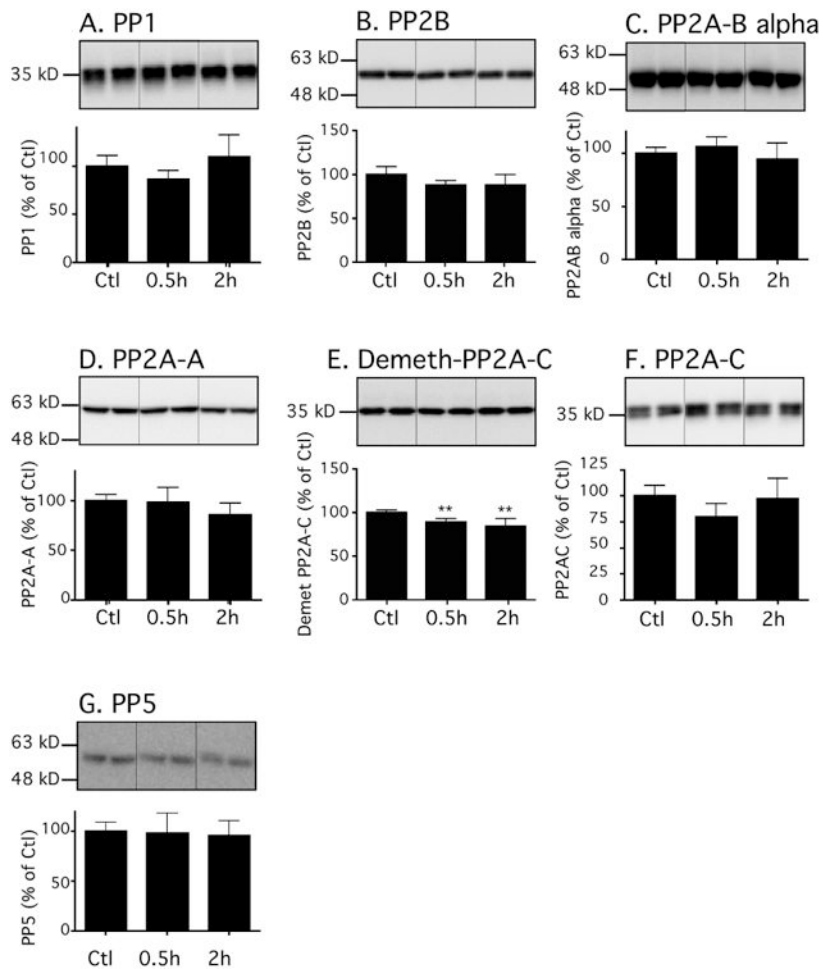 A. PP1
35 kD
PP1 (% of Ctl)
100
50
0
Ctl 0.5h 2h
B. PP2B
63 kD
48 kD
PP2B (% of Ctl)
150
100
50
0
Ctl 0.5h 2h
C. PP2A-B alpha
63 kD
48 kD
PP2AB alpha (% of Ctl)
100
50
0
Ctl 0.5h 2h
D. PP2A-A
63 kD
48 kD
PP2A-A (% of Ctl)
100
50
0
Ctl 0.5h 2h
E. Demeth-PP2A-C
35 kD
Demet PP2A-C (% of Ctl)
150
100
50
0
** **
Ctl 0.5h 2h
F. PP2A-C
35 kD
PP2AC (% of Ctl)
125
100
75
25
0
Ctl 0.5h 2h
G. PP5
63 kD
48 kD
PP5 (% of Ctl)
100
50
0
Ctl 0.5h 2h